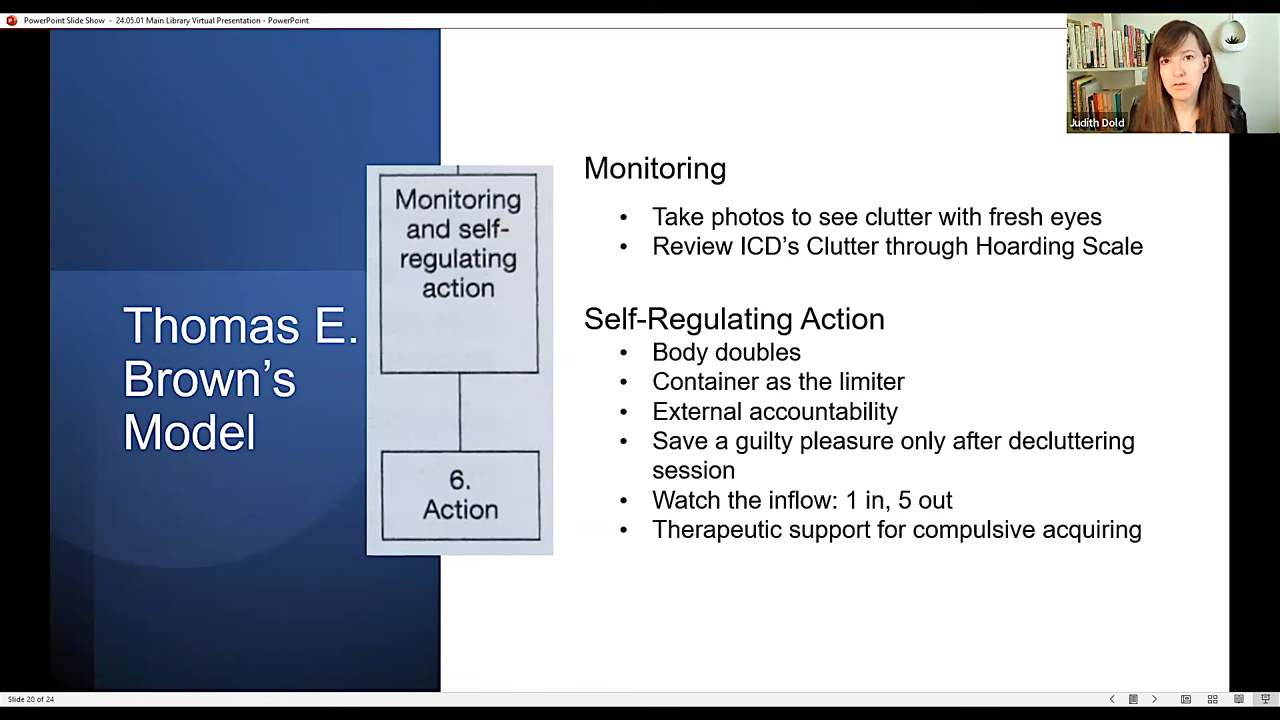 PowerPoint Slide Show - 24.05.01 Main Library Virtual Presentation - PowerPoint
Judith Dold
Thomas E.
Brown’s
Model
Monitoring
and self-
regulating
action
6.
Action
Monitoring
• Take photos to see clutter with fresh eyes
• Review ICD’s Clutter through Hoarding Scale
Self-Regulating Action
• Body doubles
• Container as the limiter
• External accountability
• Save a guilty pleasure only after decluttering
session
• Watch the inflow: 1 in, 5 out
• Therapeutic support for compulsive acquiring
Slide 20 of 24